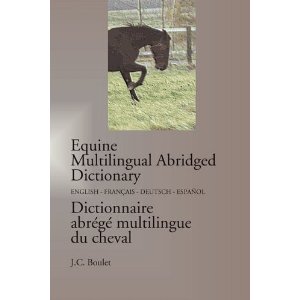 Equine
Multilingual Abridged
Dictionary
ENGLISH - FRANÇAIS - DEUTSCH - ESPAÑOL
Dictionnaire
abrégé multilingue
du cheval
J.C. Boulet